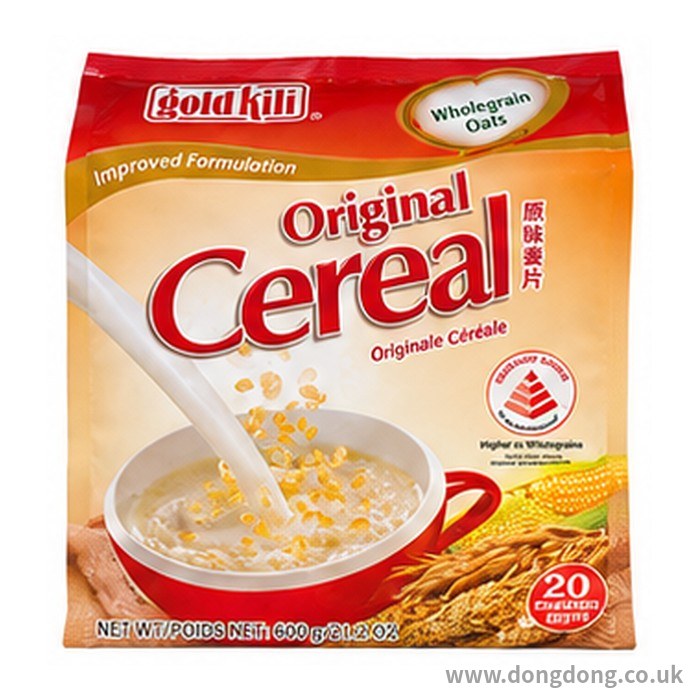 gold kili
Wholegrain
Oats
Improved Formulation
Original
Cereal
原味麥片
Originale Céréale
Higher in Wholegrains
20
NET WT/POIDS NET: 600 g/21.2 OZ
www.dongdong.co.uk